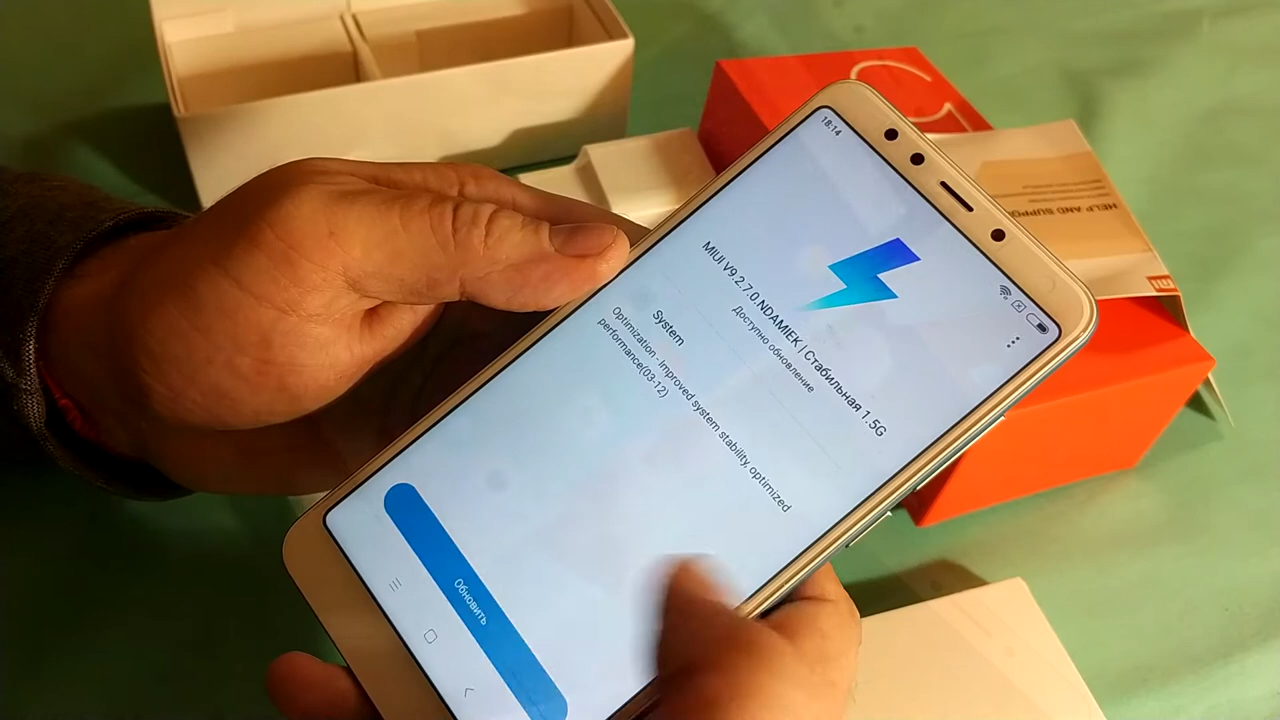 18:14
MIUI V9.2.7.0.NDAMIEK | Стабильная 1.5G
Доступно обновление
System
Optimization - Improved system stability, optimized
performance(03-12)
Обновить
HELP AND SUPPO
MI